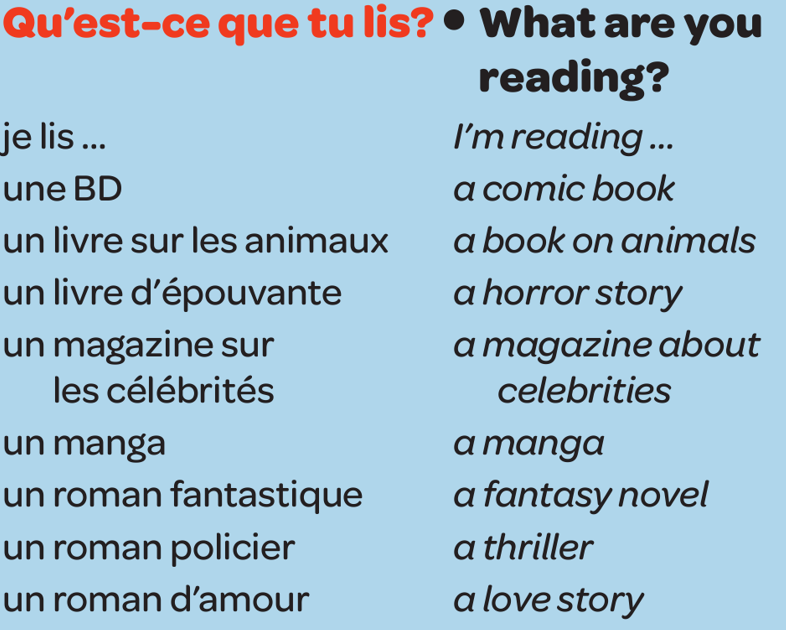 Qu'est-ce que tu lis? • What are you
reading?
je lis ... I'm reading ...
une BD a comic book
un livre sur les animaux a book on animals
un livre d'épouvante a horror story
un magazine sur a magazine about
les célébrités celebrities
un manga a manga
un roman fantastique a fantasy novel
un roman policier a thriller
un roman d'amour a love story